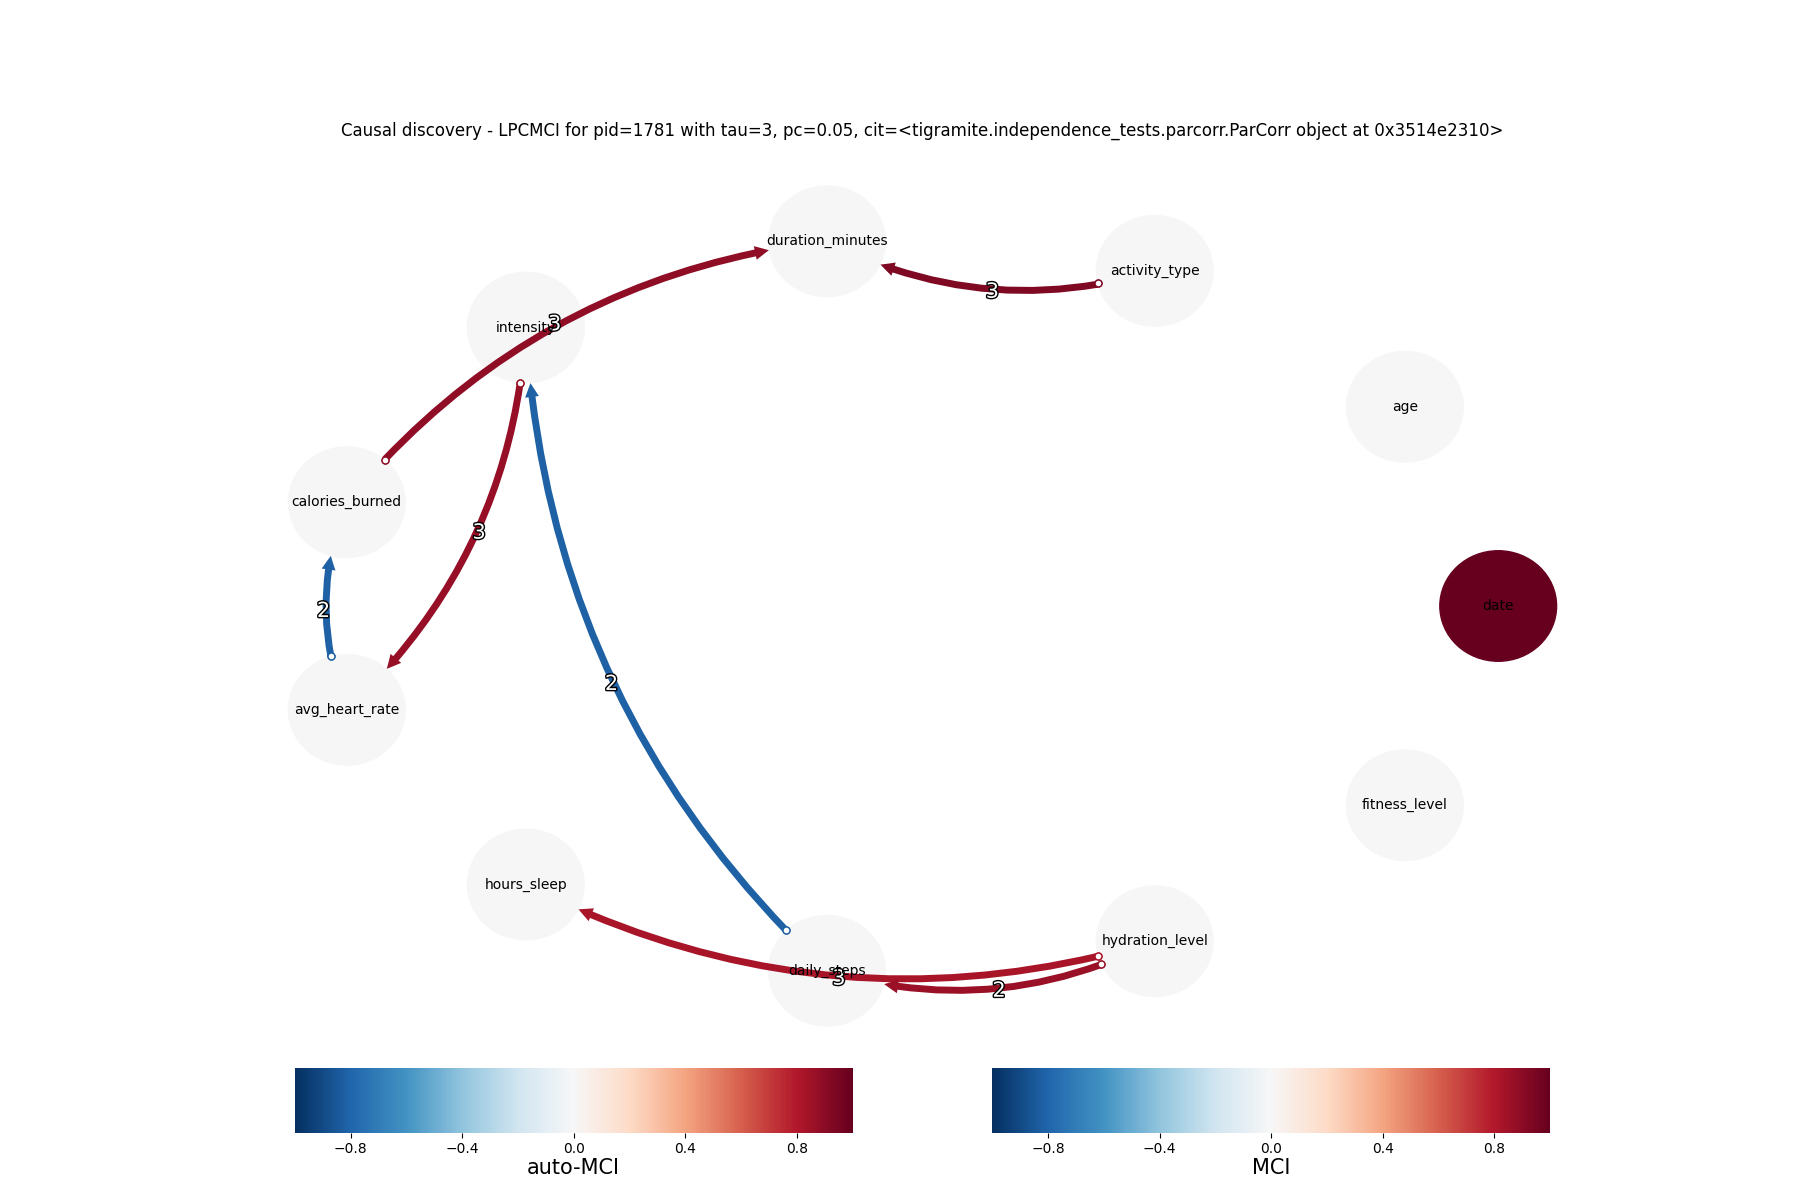 Causal discovery - LPCMCI for pid=1781 with tau=3, pc=0.05, cit=<tigramite.independence_tests.parcorr.ParCorr object at 0x3514e2310>
duration_minutes
activity_type
3
intensity
3
age
calories_burned
3
date
2
2
avg_heart_rate
fitness_level
hours_sleep
hydration_level
daily_steps
3
2
−0.8 −0.4 0.0 0.4 0.8
auto-MCI
−0.8 −0.4 0.0 0.4 0.8
MCI